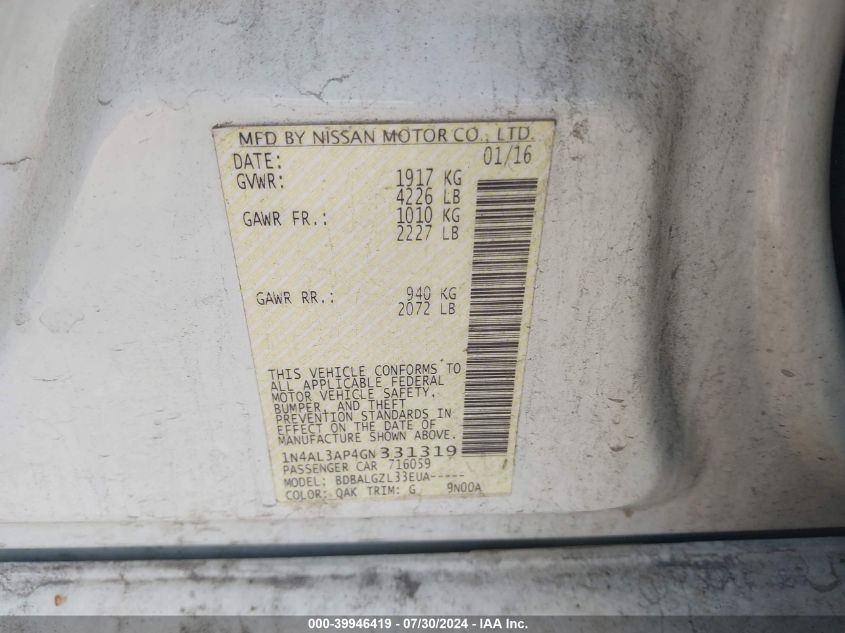 MFD BY NISSAN MOTOR CO., LTD.
DATE: 01/16
GVWR: 1917 KG
4226 LB
GAWR FR.: 1010 KG
2227 LB
GAWR RR.: 940 KG
2072 LB
THIS VEHICLE CONFORMS TO
ALL APPLICABLE FEDERAL
MOTOR VEHICLE SAFETY,
BUMPER, AND THEFT
PREVENTION STANDARDS IN
EFFECT ON THE DATE OF
MANUFACTURE SHOWN ABOVE.
1N4AL3AP4GN331319
PASSENGER CAR 716059
MODEL: BDBALGZL33EUA-----
COLOR: QAK TRIM: G 9N00A
000-39946419 / 07/30/2024 - IAA Inc.